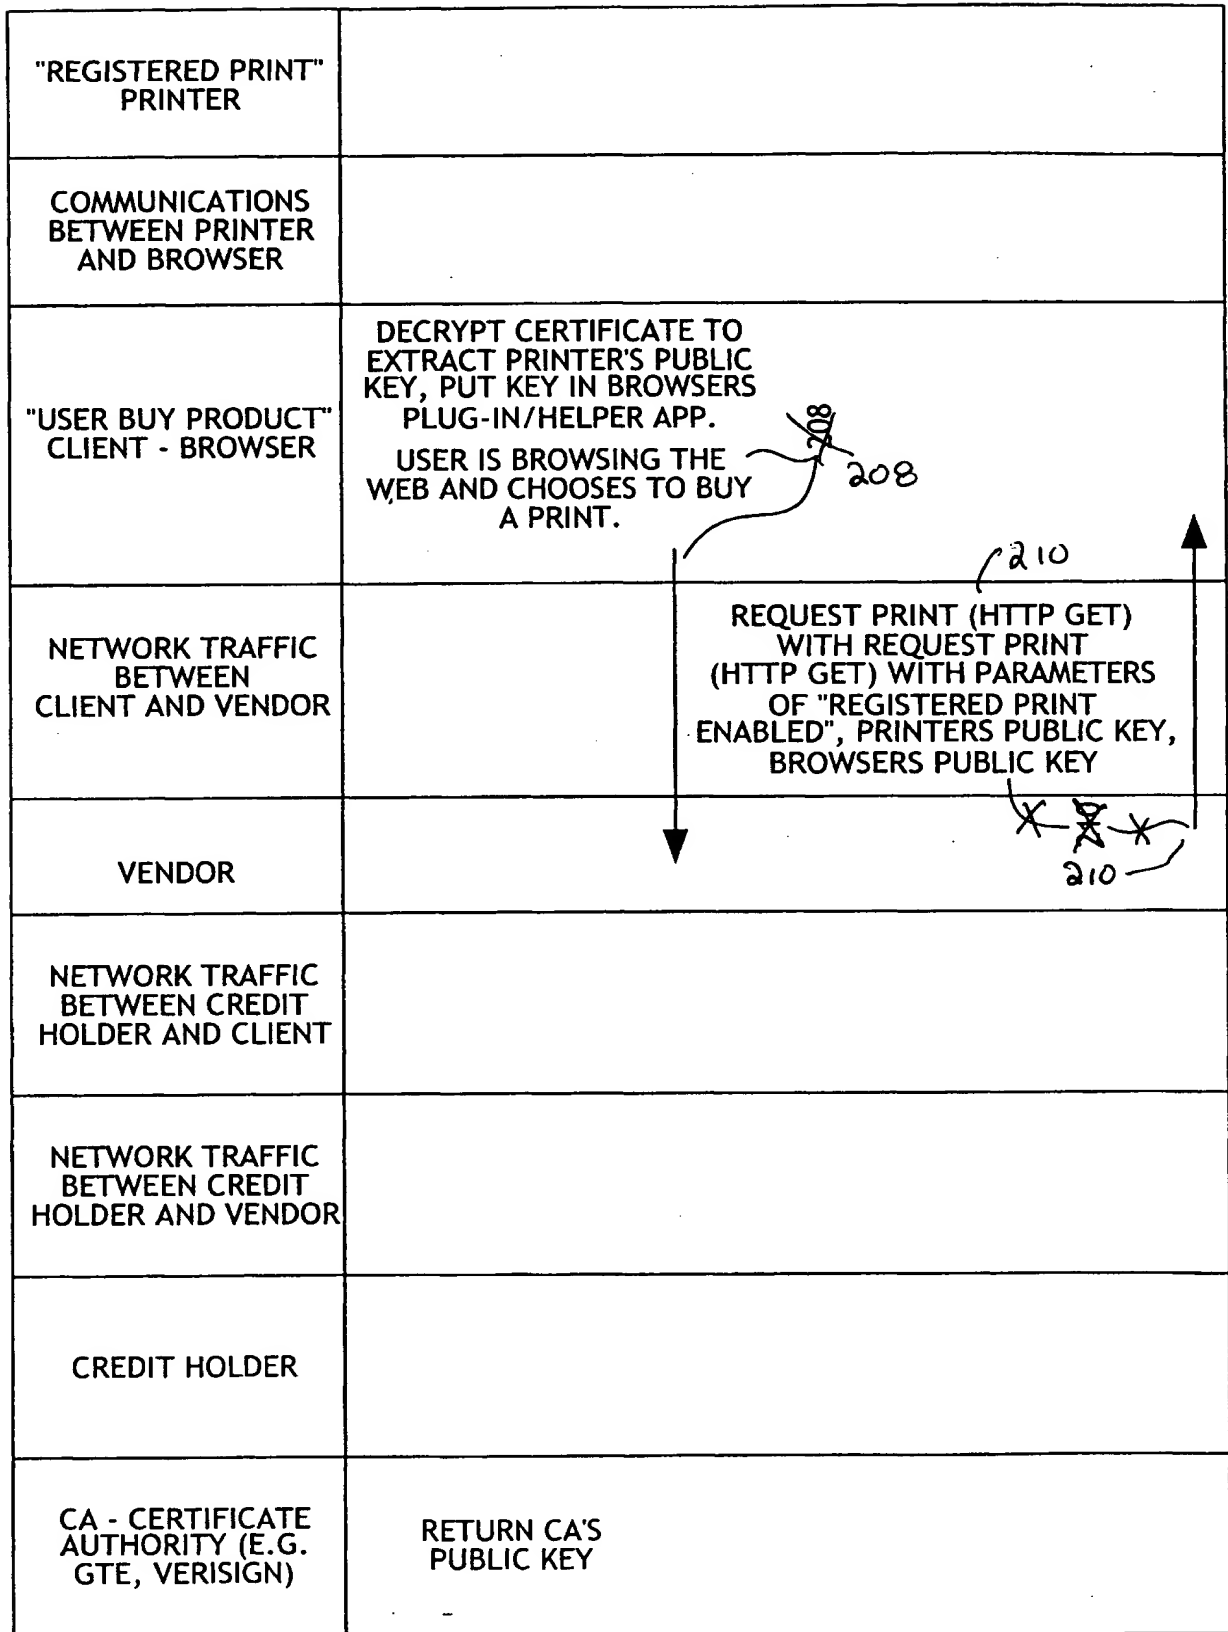 "REGISTERED PRINT"
PRINTER
COMMUNICATIONS
BETWEEN PRINTER
AND BROWSER
"USER BUY PRODUCT"
CLIENT - BROWSER
DECRYPT CERTIFICATE TO
EXTRACT PRINTER'S PUBLIC
KEY, PUT KEY IN BROWSERS
PLUG-IN/HELPER APP.
USER IS BROWSING THE
WEB AND CHOOSES TO BUY
A PRINT.
208
208
210
NETWORK TRAFFIC
BETWEEN
CLIENT AND VENDOR
REQUEST PRINT (HTTP GET)
WITH REQUEST PRINT
(HTTP GET) WITH PARAMETERS
OF "REGISTERED PRINT
ENABLED", PRINTERS PUBLIC KEY,
BROWSERS PUBLIC KEY
VENDOR
210
NETWORK TRAFFIC
BETWEEN CREDIT
HOLDER AND CLIENT
NETWORK TRAFFIC
BETWEEN CREDIT
HOLDER AND VENDOR
CREDIT HOLDER
CA - CERTIFICATE
AUTHORITY (E.G.
GTE, VERISIGN)
RETURN CA'S
PUBLIC KEY